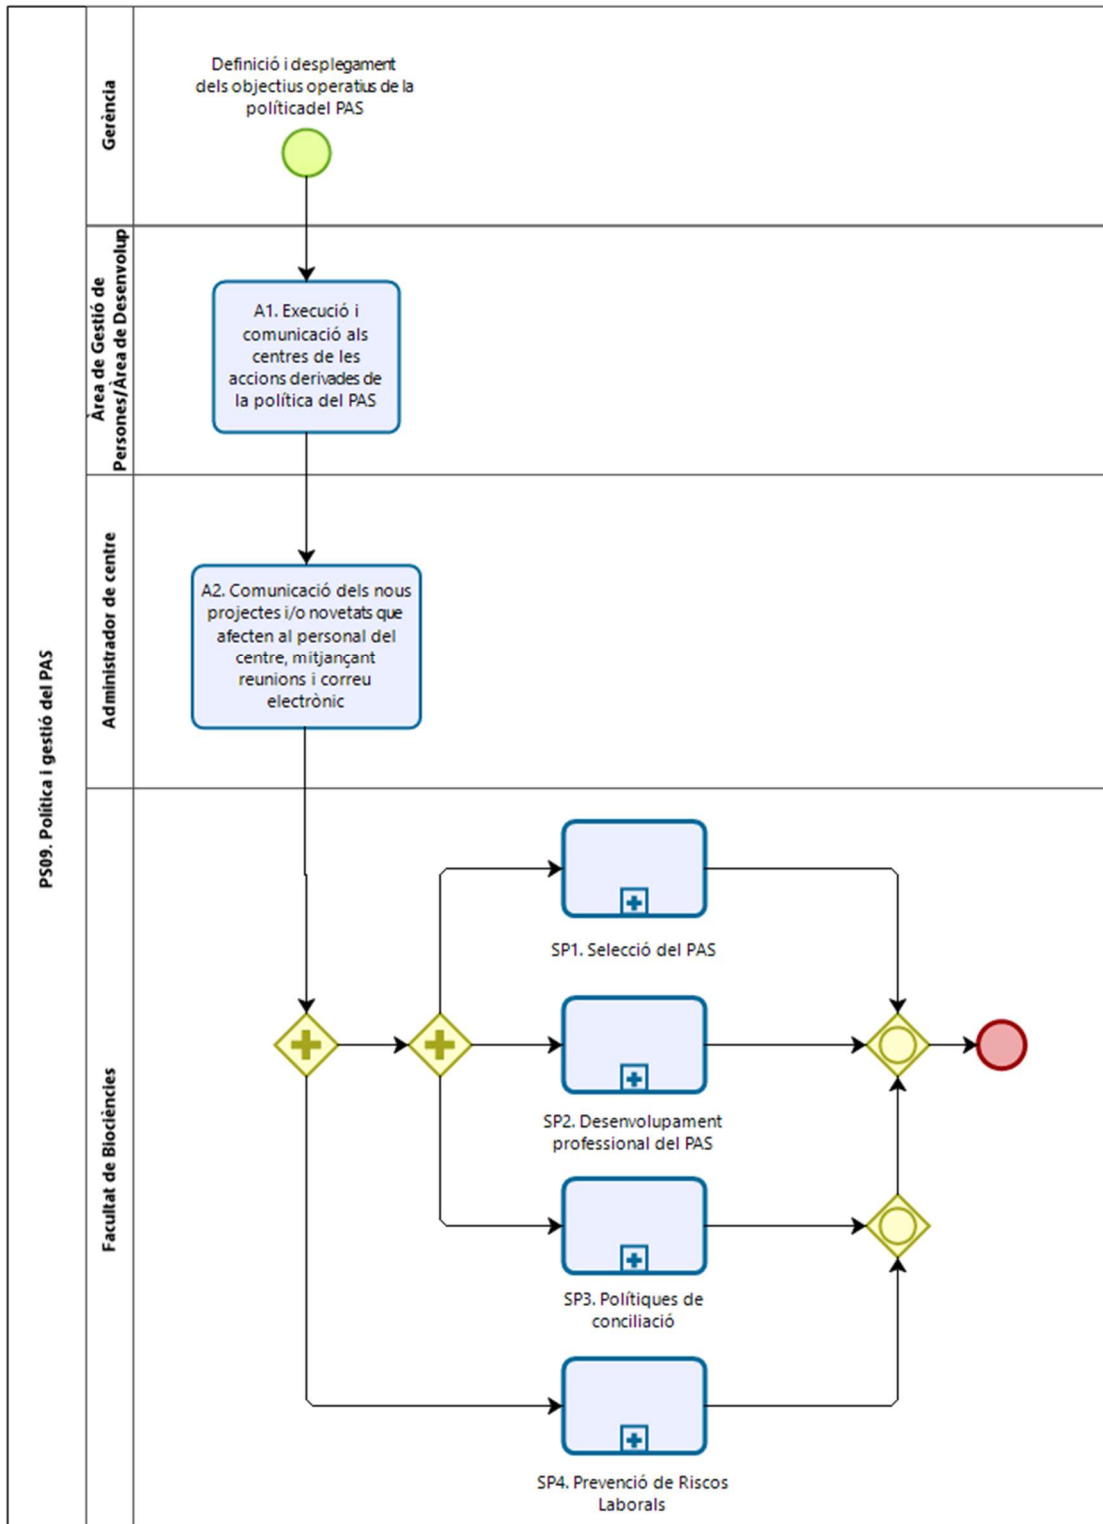 PS09. Política i gestió del PAS
Gerència
Definició i desplegament
dels objectius operatius de la
políticadel PAS
Àrea de Gestió de
Persones/Àrea de Desenvolup
A1. Execució i
comunicació als
centres de les
accions derivades de
la política del PAS
Administrador de centre
A2. Comunicació dels nous
projectes i/o novetats que
afecten al personal del
centre, mitjançant
reunions i correu
electrònic
Facultat de Biociències
SP1. Selecció del PAS
SP2. Desenvolupament
professional del PAS
SP3. Polítiques de
conciliació
SP4. Prevenció de Riscos
Laborals